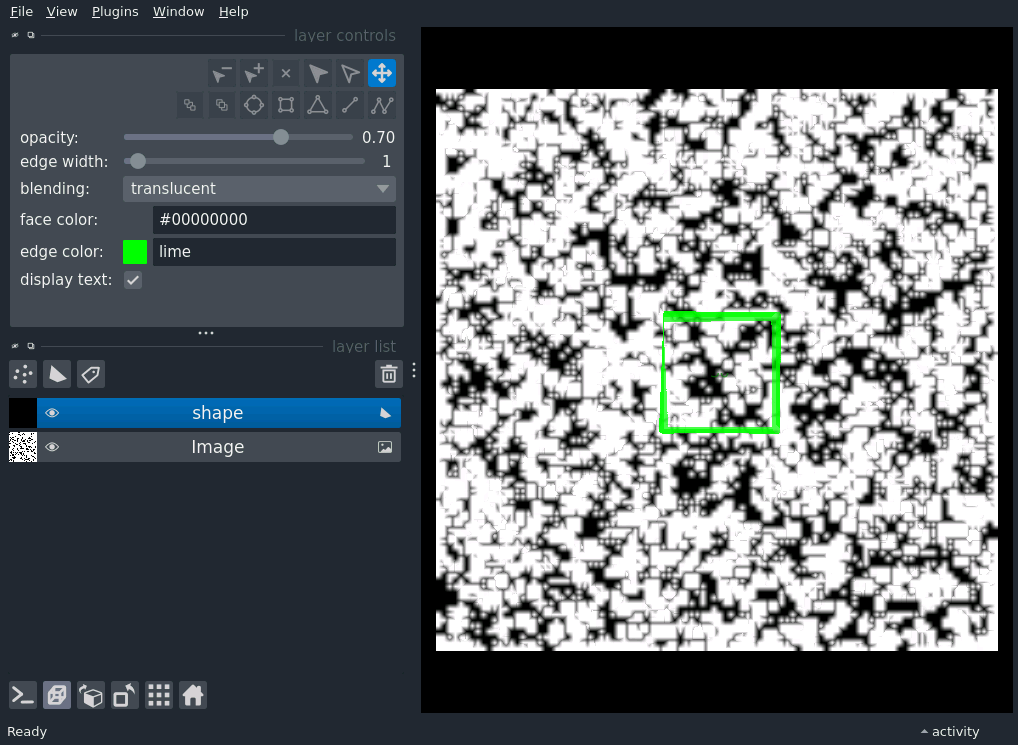 File View Plugins Window Help
layer controls
opacity: 0.70
edge width: 1
blending: translucent
face color: #00000000
edge color: lime
display text:
layer list
shape
Image
Ready
activity